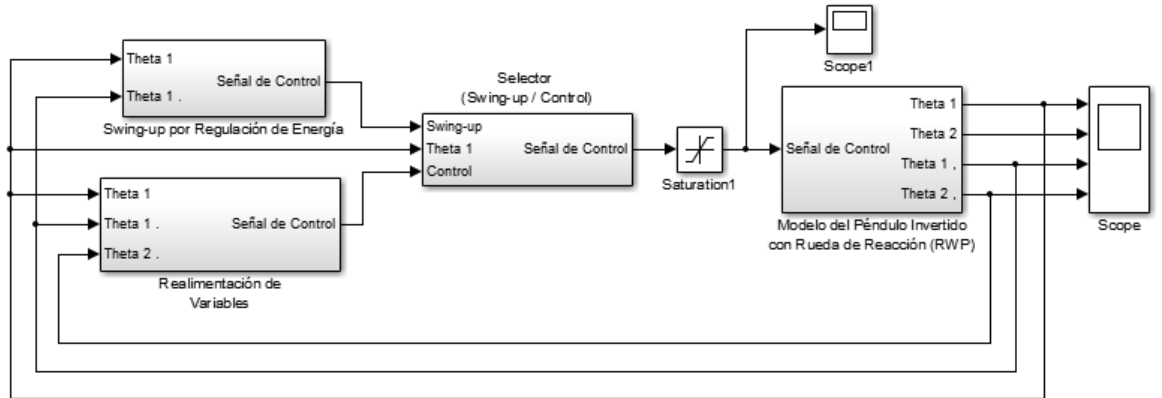 Theta 1
Theta 1 .
Señal de Control
Swing-up por Regulación de Energía
Theta 1
Theta 1 .
Theta 2 .
Señal de Control
Realimentación de
Variables
Selector
(Swing-up / Control)
Swing-up
Theta 1
Control
Señal de Control
Saturation1
Scope1
Señal de Control
Theta 1
Theta 2
Theta 1 ,
Theta 2 ,
Modelo del Péndulo Invertido
con Rueda de Reacción (RWP)
Scope